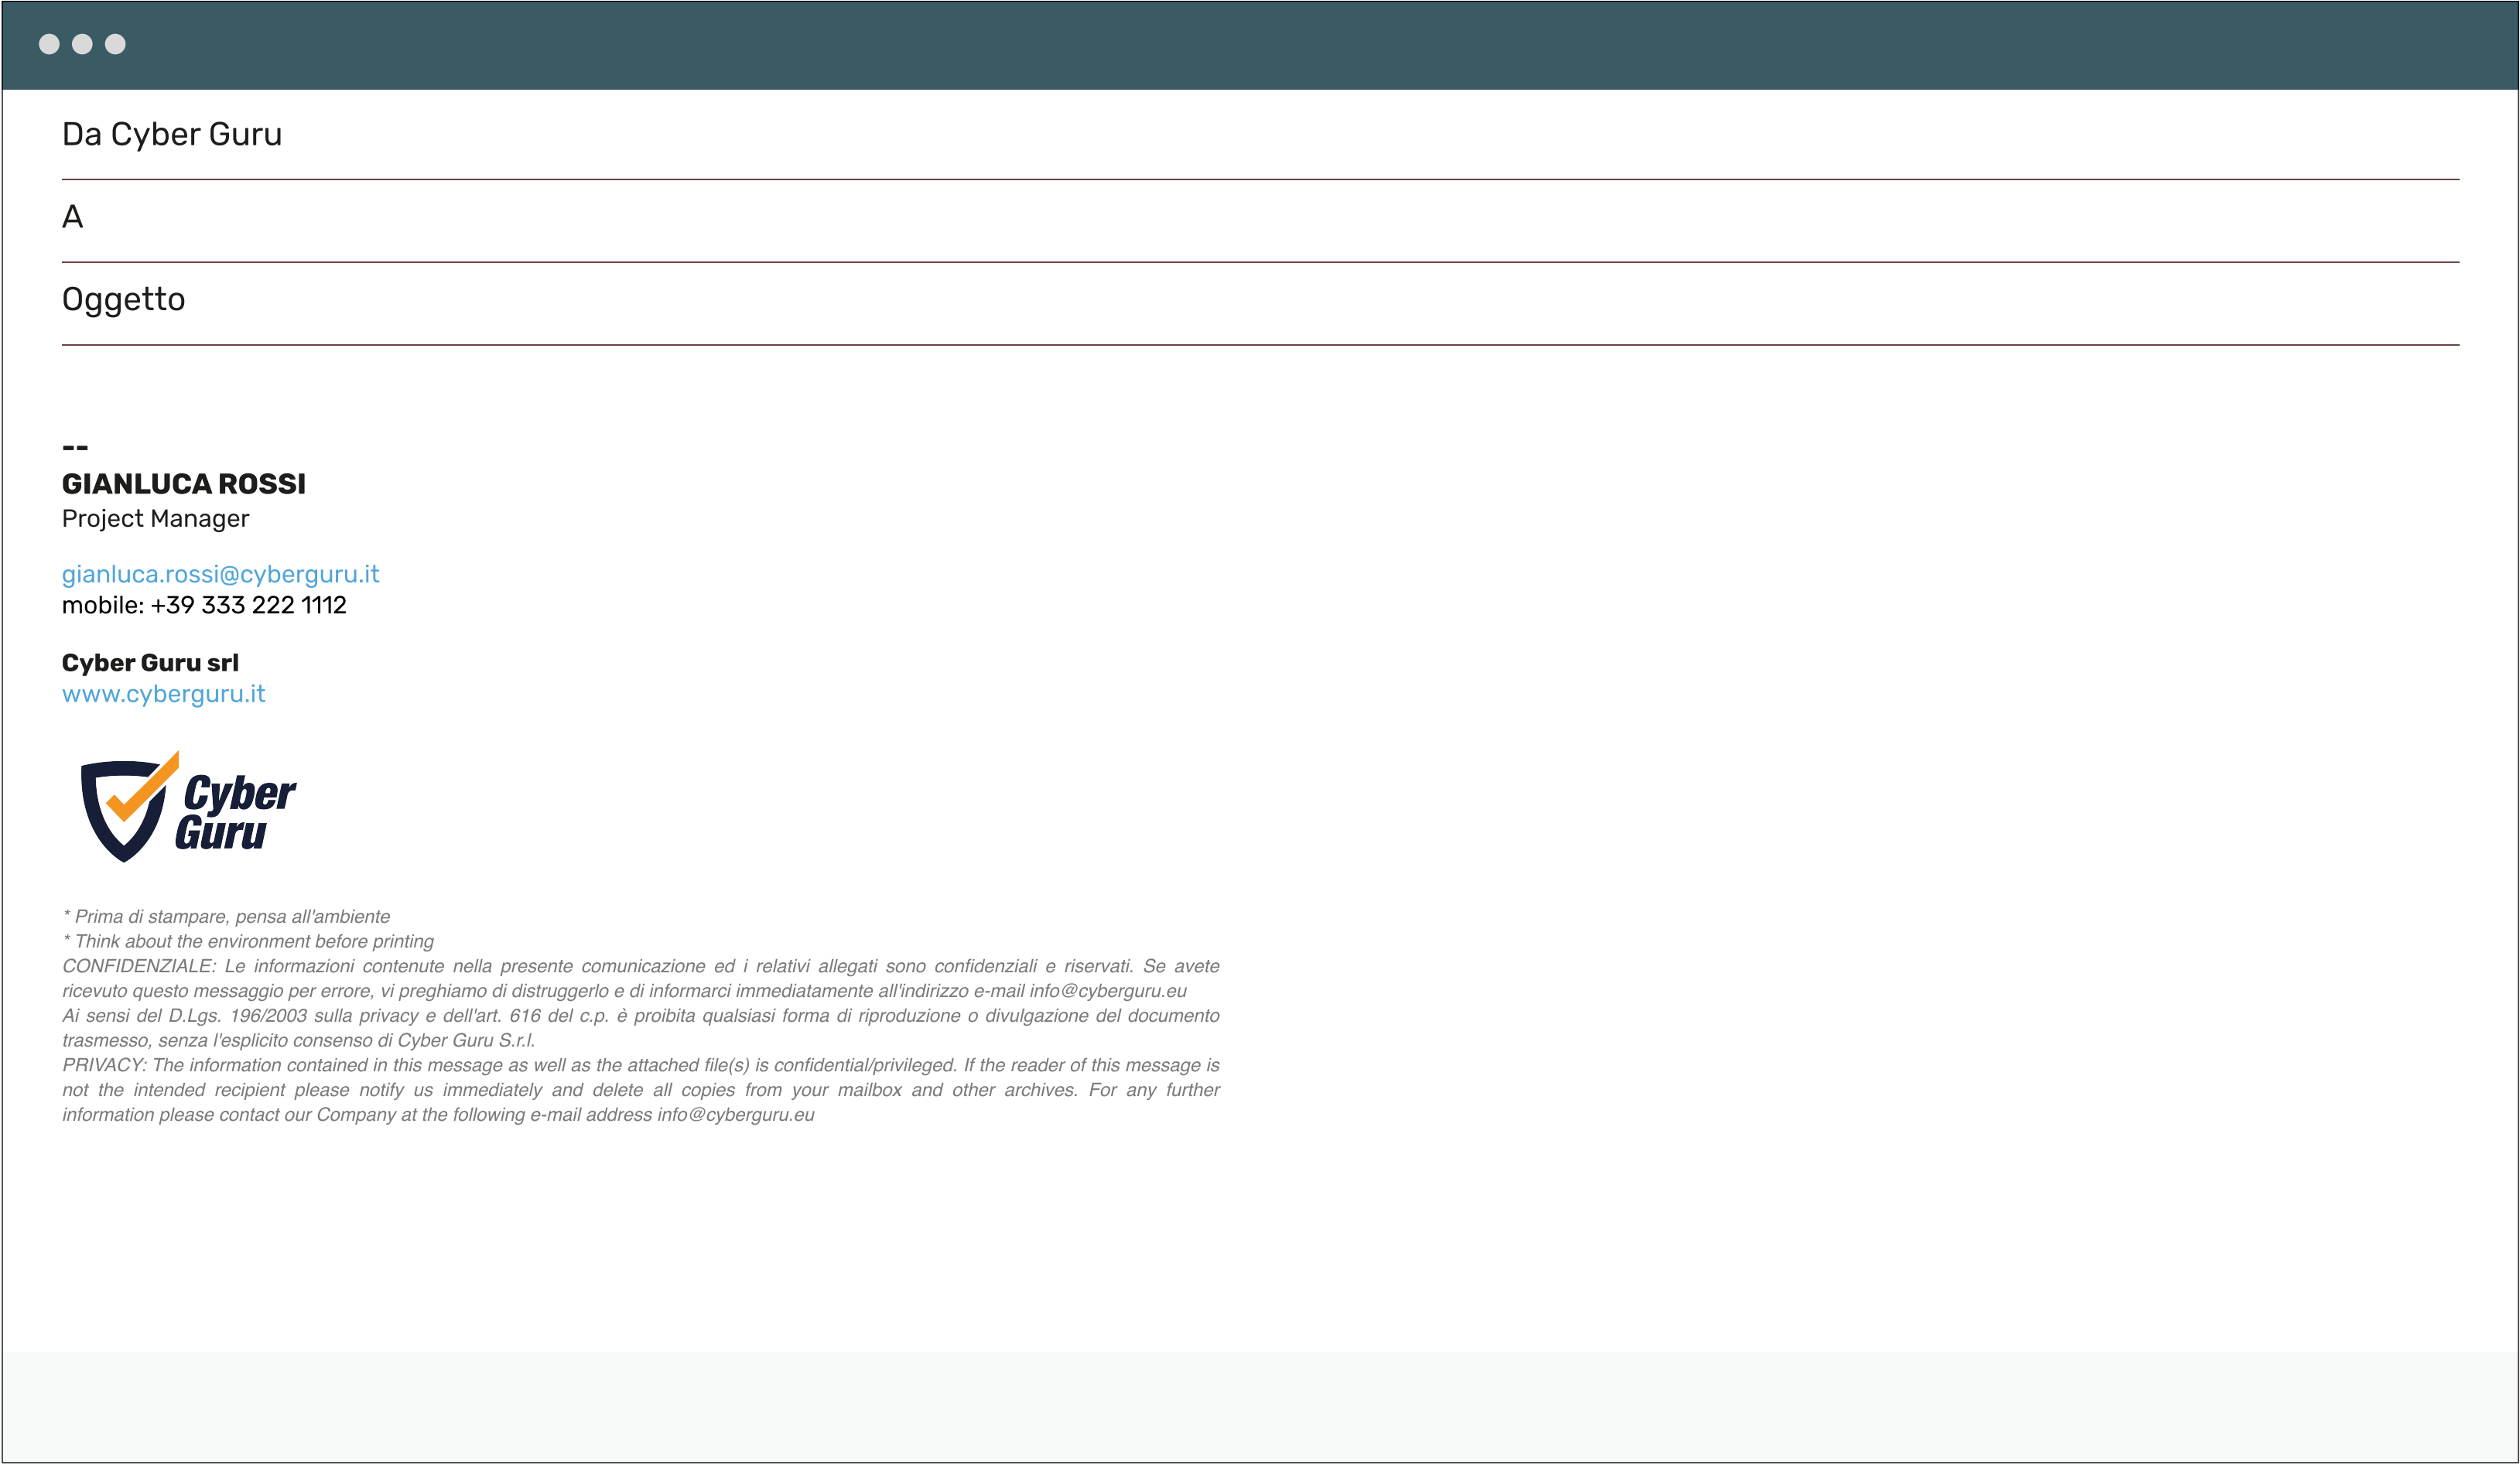 Da Cyber Guru
A
Oggetto
--
GIANLUCA ROSSI
Project Manager
gianluca.rossi@cyberguru.it
mobile: +39 333 222 1112
Cyber Guru srl
www.cyberguru.it
Cyber
Guru
* Prima di stampare, pensa all'ambiente
* Think about the environment before printing
CONFIDENZIALE: Le informazioni contenute nella presente comunicazione ed i relativi allegati sono confidenziali e riservati. Se avete
ricevuto questo messaggio per errore, vi preghiamo di distruggerlo e di informarci immediatamente all'indirizzo e-mail info@cyberguru.eu
Ai sensi del D.Lgs. 196/2003 sulla privacy e dell'art. 616 del c.p. è proibita qualsiasi forma di riproduzione o divulgazione del documento
trasmesso, senza l'esplicito consenso di Cyber Guru S.r.l.
PRIVACY: The information contained in this message as well as the attached file(s) is confidential/privileged. If the reader of this message is
not the intended recipient please notify us immediately and delete all copies from your mailbox and other archives. For any further
information please contact our Company at the following e-mail address info@cyberguru.eu